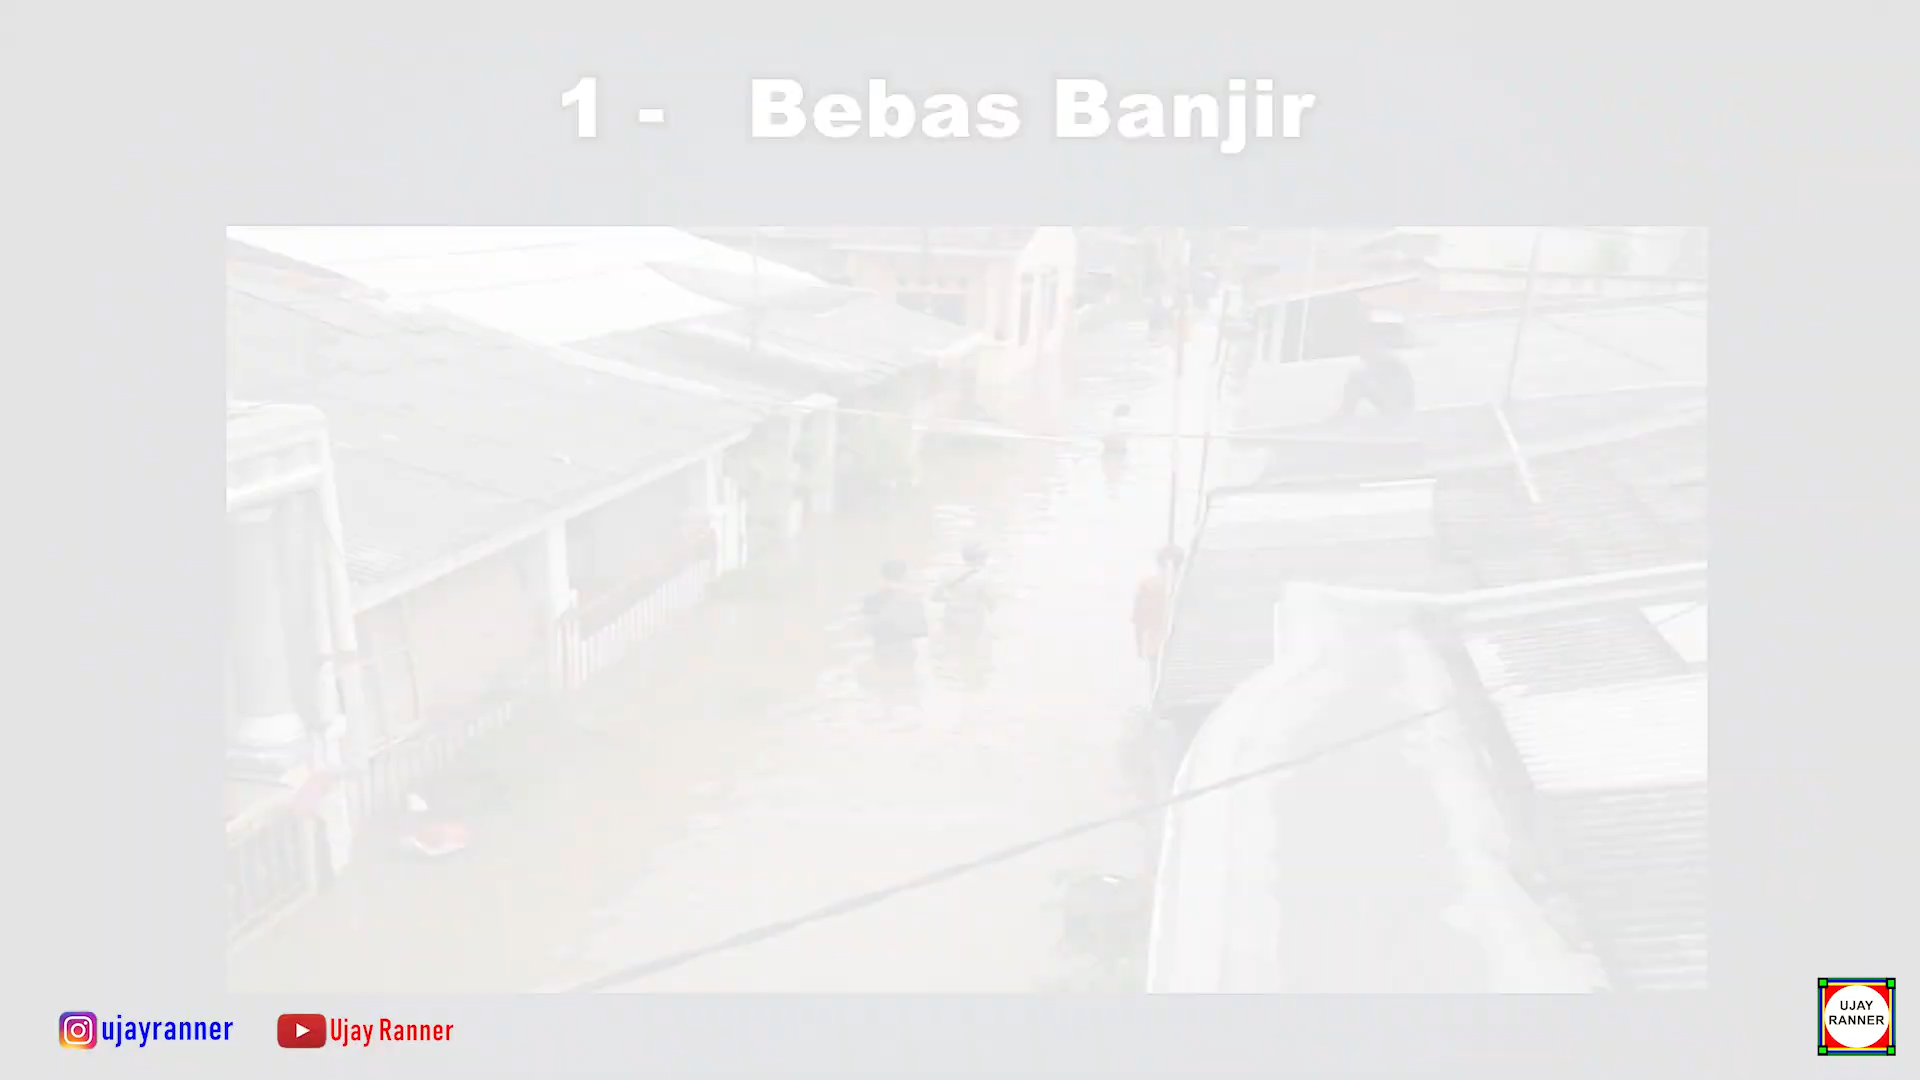 1 - Bebas Banjir
ujayranner
Ujay Ranner
UJAY
RANNER